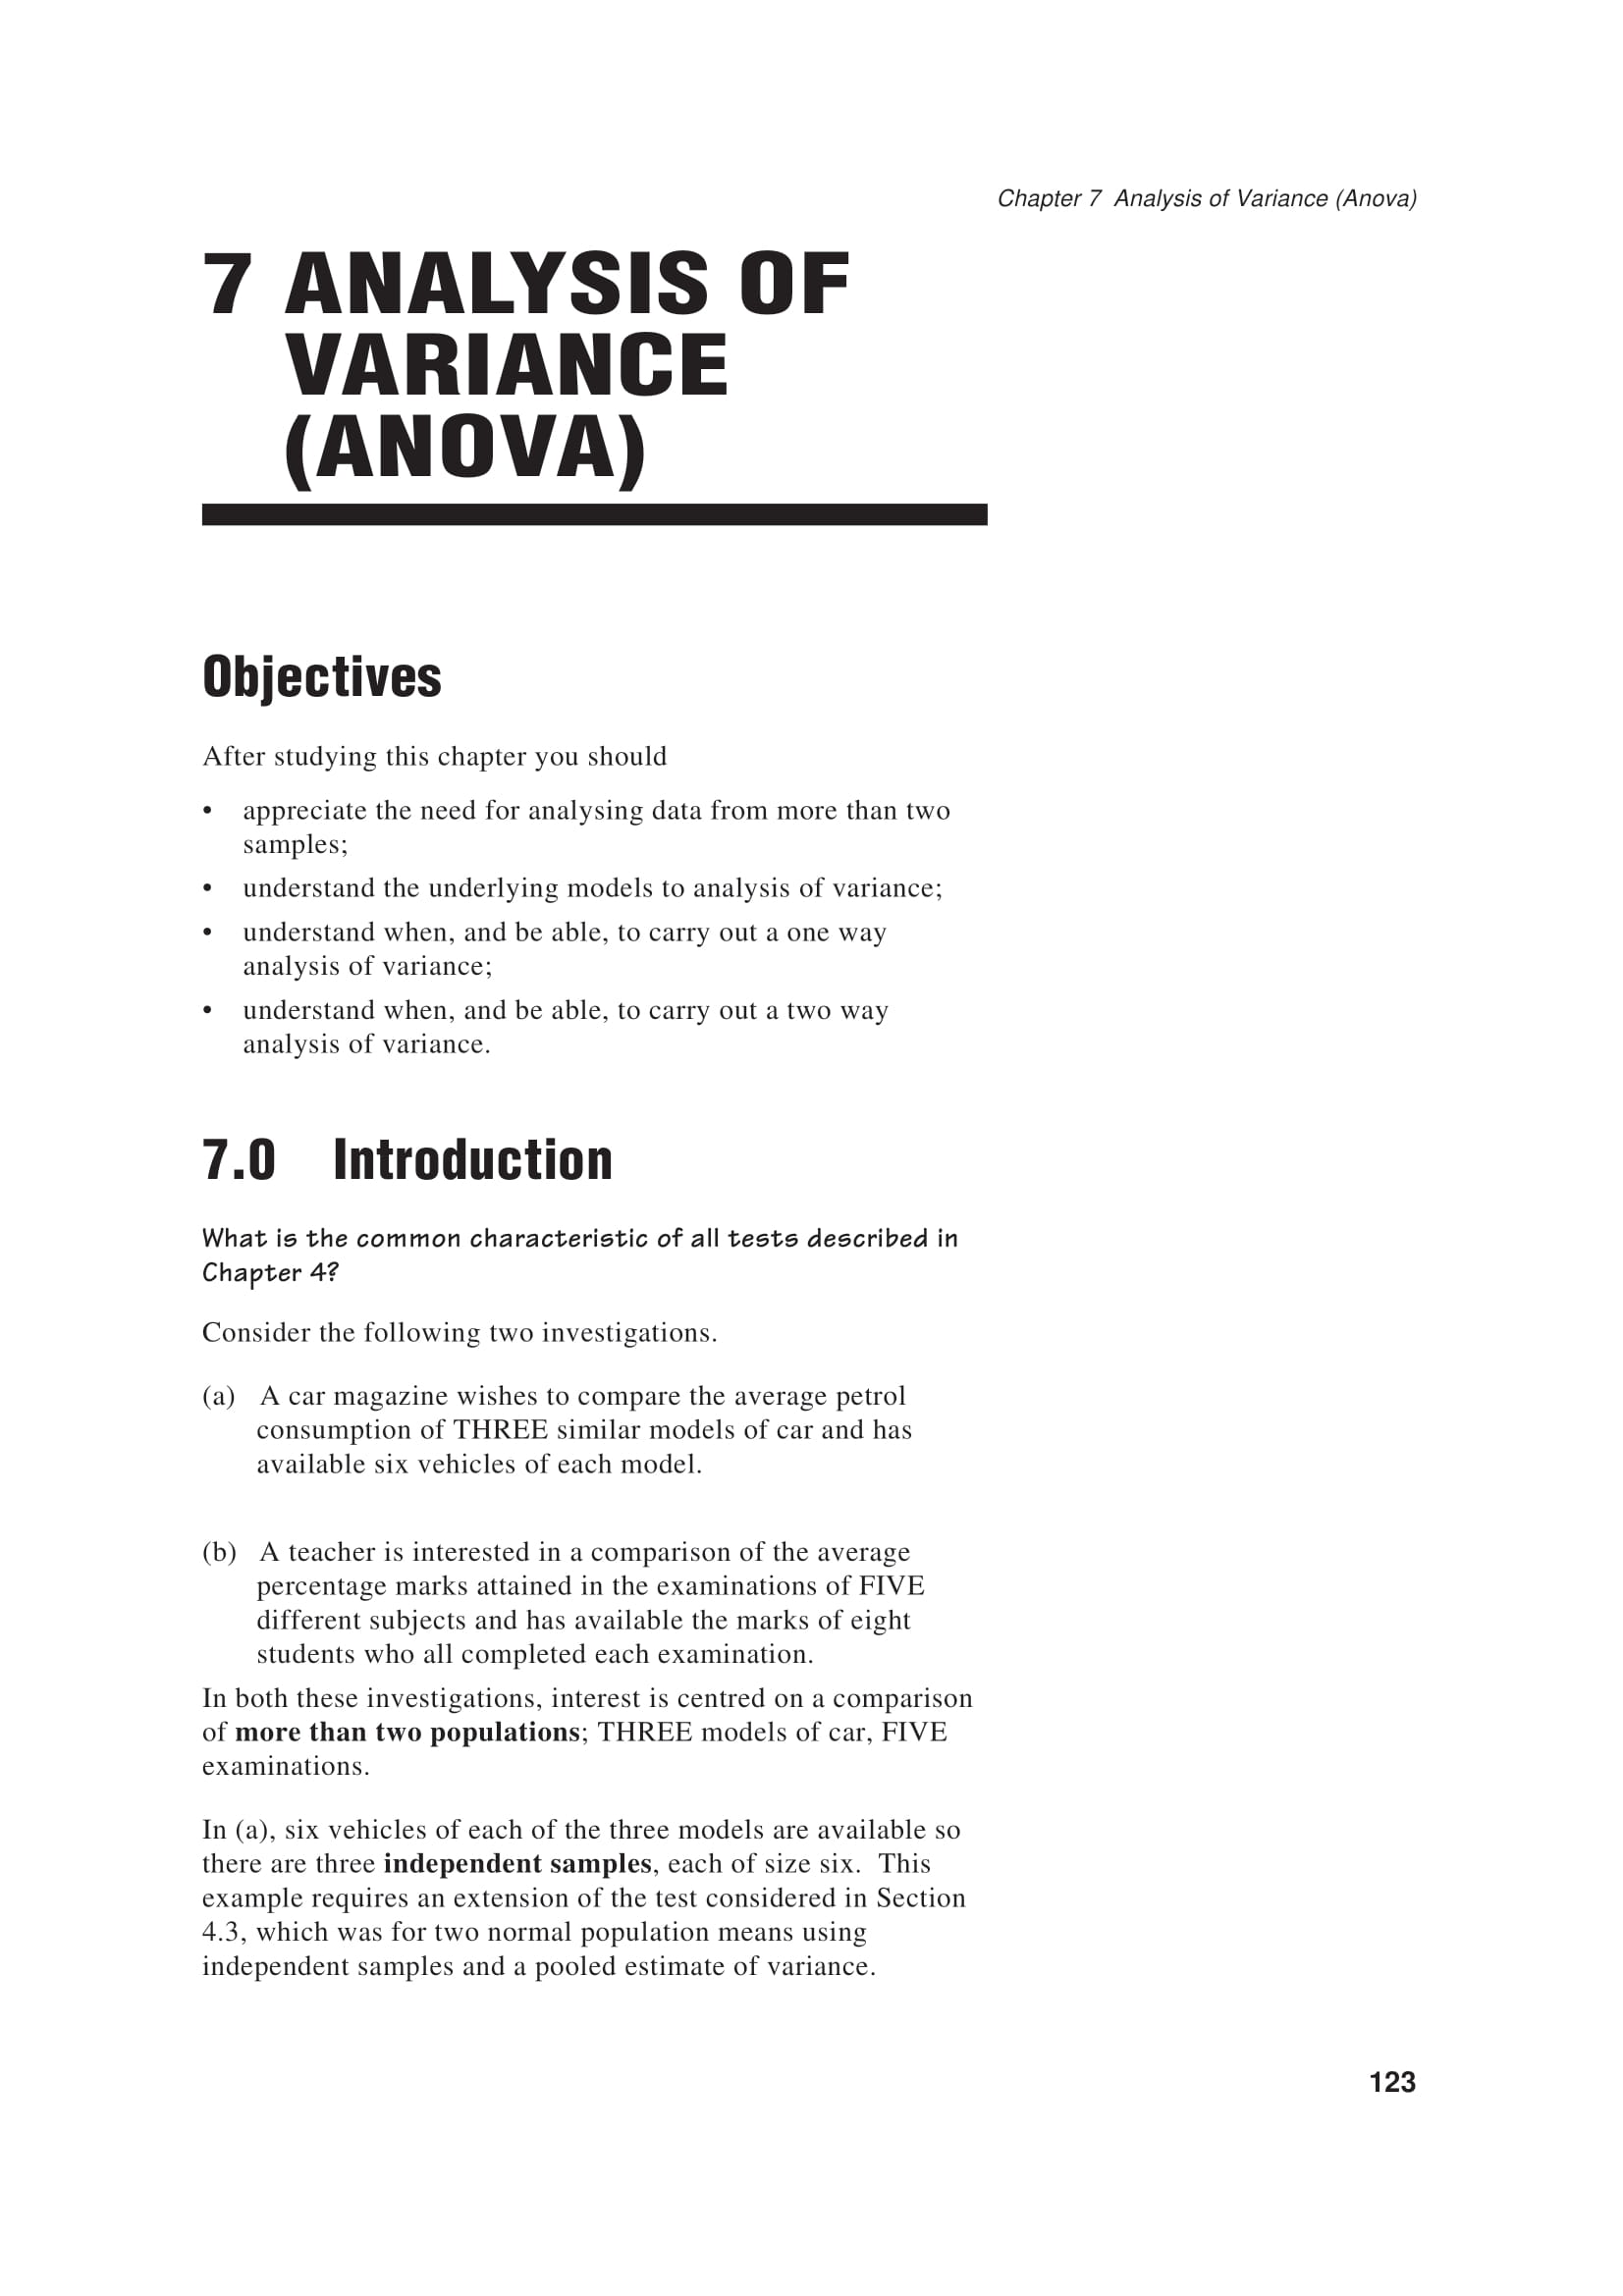 Chapter 7 Analysis of Variance (Anova)
7 ANALYSIS OF
VARIANCE
(ANOVA)
Objectives
After studying this chapter you should
• appreciate the need for analysing data from more than two
samples;
• understand the underlying models to analysis of variance;
• understand when, and be able, to carry out a one way
analysis of variance;
• understand when, and be able, to carry out a two way
analysis of variance.
7.0 Introduction
What is the common characteristic of all tests described in
Chapter 4?
Consider the following two investigations.
(a) A car magazine wishes to compare the average petrol
consumption of THREE similar models of car and has
available six vehicles of each model.
(b) A teacher is interested in a comparison of the average
percentage marks attained in the examinations of FIVE
different subjects and has available the marks of eight
students who all completed each examination.
In both these investigations, interest is centred on a comparison
of more than two populations; THREE models of car, FIVE
examinations.
In (a), six vehicles of each of the three models are available so
there are three independent samples, each of size six. This
example requires an extension of the test considered in Section
4.3, which was for two normal population means using
independent samples and a pooled estimate of variance.
123